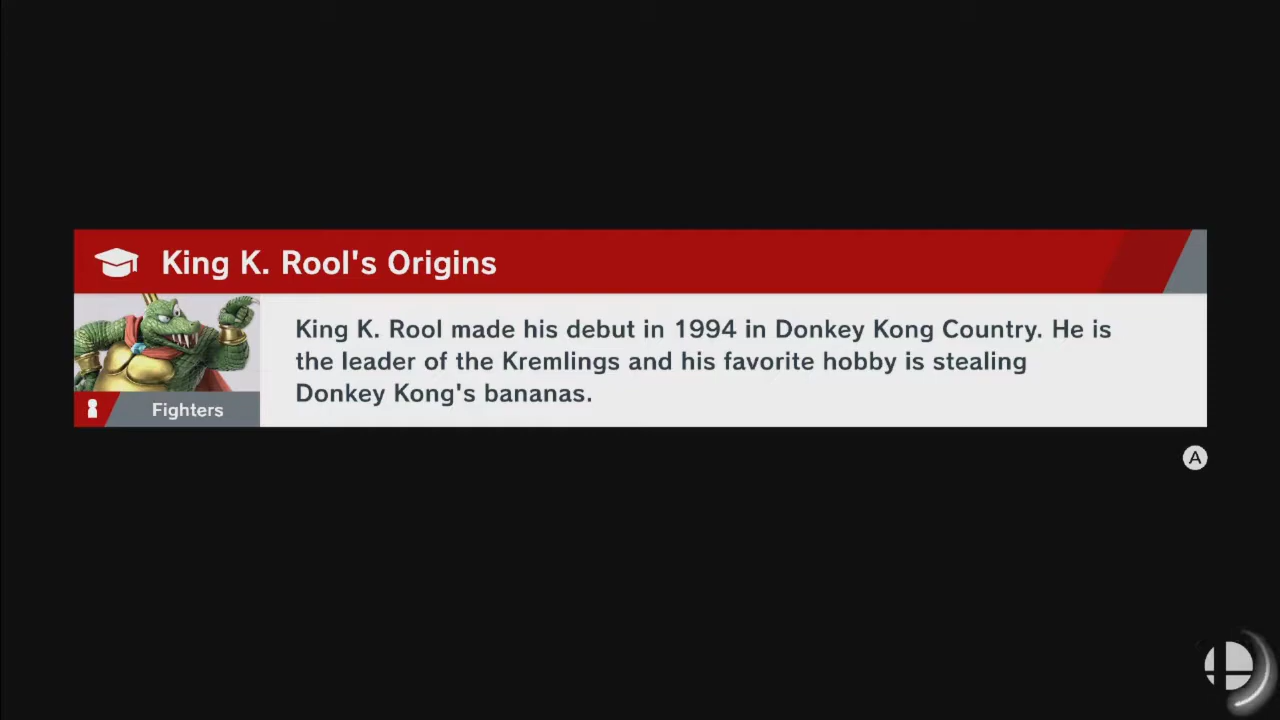 King K. Rool's Origins
King K. Rool made his debut in 1994 in Donkey Kong Country. He is
the leader of the Kremlings and his favorite hobby is stealing
Donkey Kong's bananas.
Fighters
A